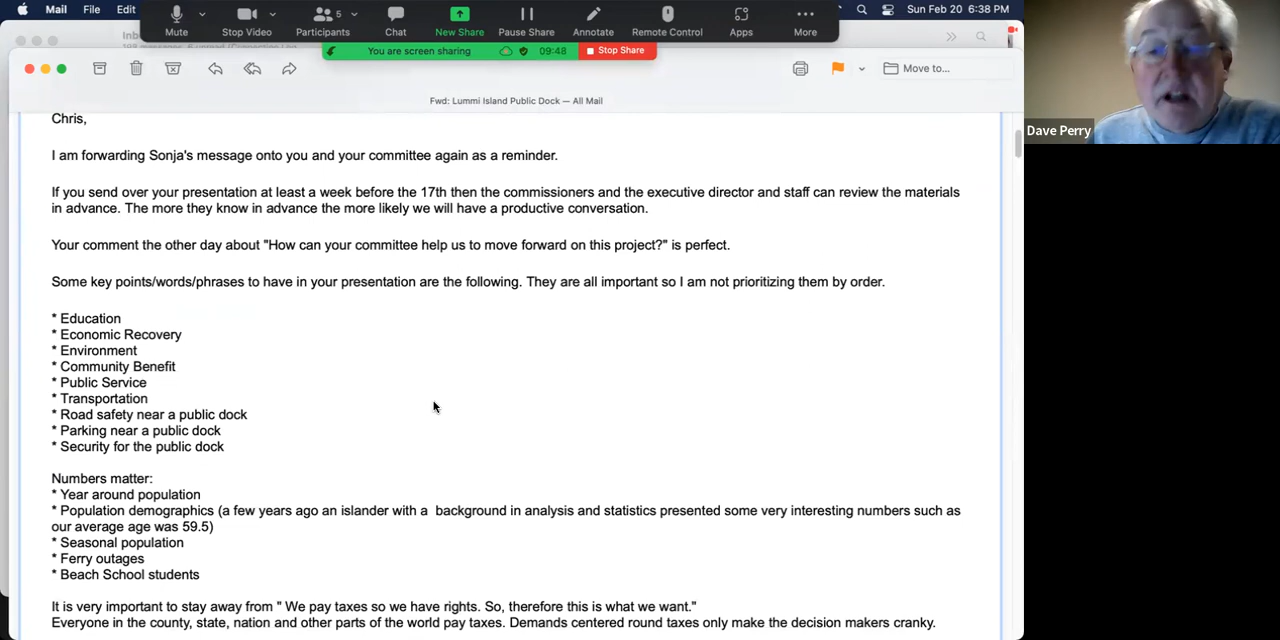 Mail File Edit
Sun Feb 20 6:38 PM
Mute Stop Video Participants 5 Chat New Share Pause Share Annotate Remote Control Apps More
You are screen sharing 09:48 Stop Share
Move to...
Fwd: Lummi Island Public Dock — All Mail
Dave Perry
Chris,
I am forwarding Sonja's message onto you and your committee again as a reminder.
If you send over your presentation at least a week before the 17th then the commissioners and the executive director and staff can review the materials
in advance. The more they know in advance the more likely we will have a productive conversation.
Your comment the other day about "How can your committee help us to move forward on this project?" is perfect.
Some key points/words/phrases to have in your presentation are the following. They are all important so I am not prioritizing them by order.
* Education
* Economic Recovery
* Environment
* Community Benefit
* Public Service
* Transportation
* Road safety near a public dock
* Parking near a public dock
* Security for the public dock
Numbers matter:
* Year around population
* Population demographics (a few years ago an islander with a background in analysis and statistics presented some very interesting numbers such as
our average age was 59.5)
* Seasonal population
* Ferry outages
* Beach School students
It is very important to stay away from " We pay taxes so we have rights. So, therefore this is what we want."
Everyone in the county, state, nation and other parts of the world pay taxes. Demands centered round taxes only make the decision makers cranky.